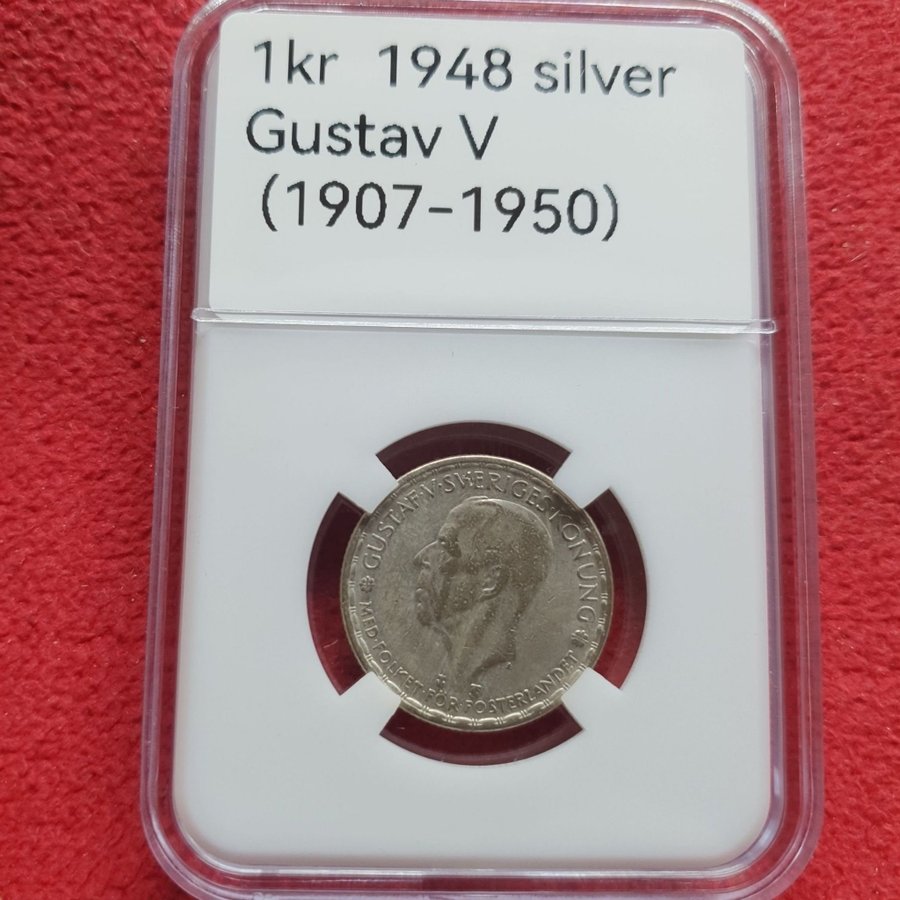 1kr 1948 silver
Gustav V
(1907-1950)
GUSTAF·V·SVERIGES KONUNG
MED·FOLKET·FÖR·FOSTERLANDET